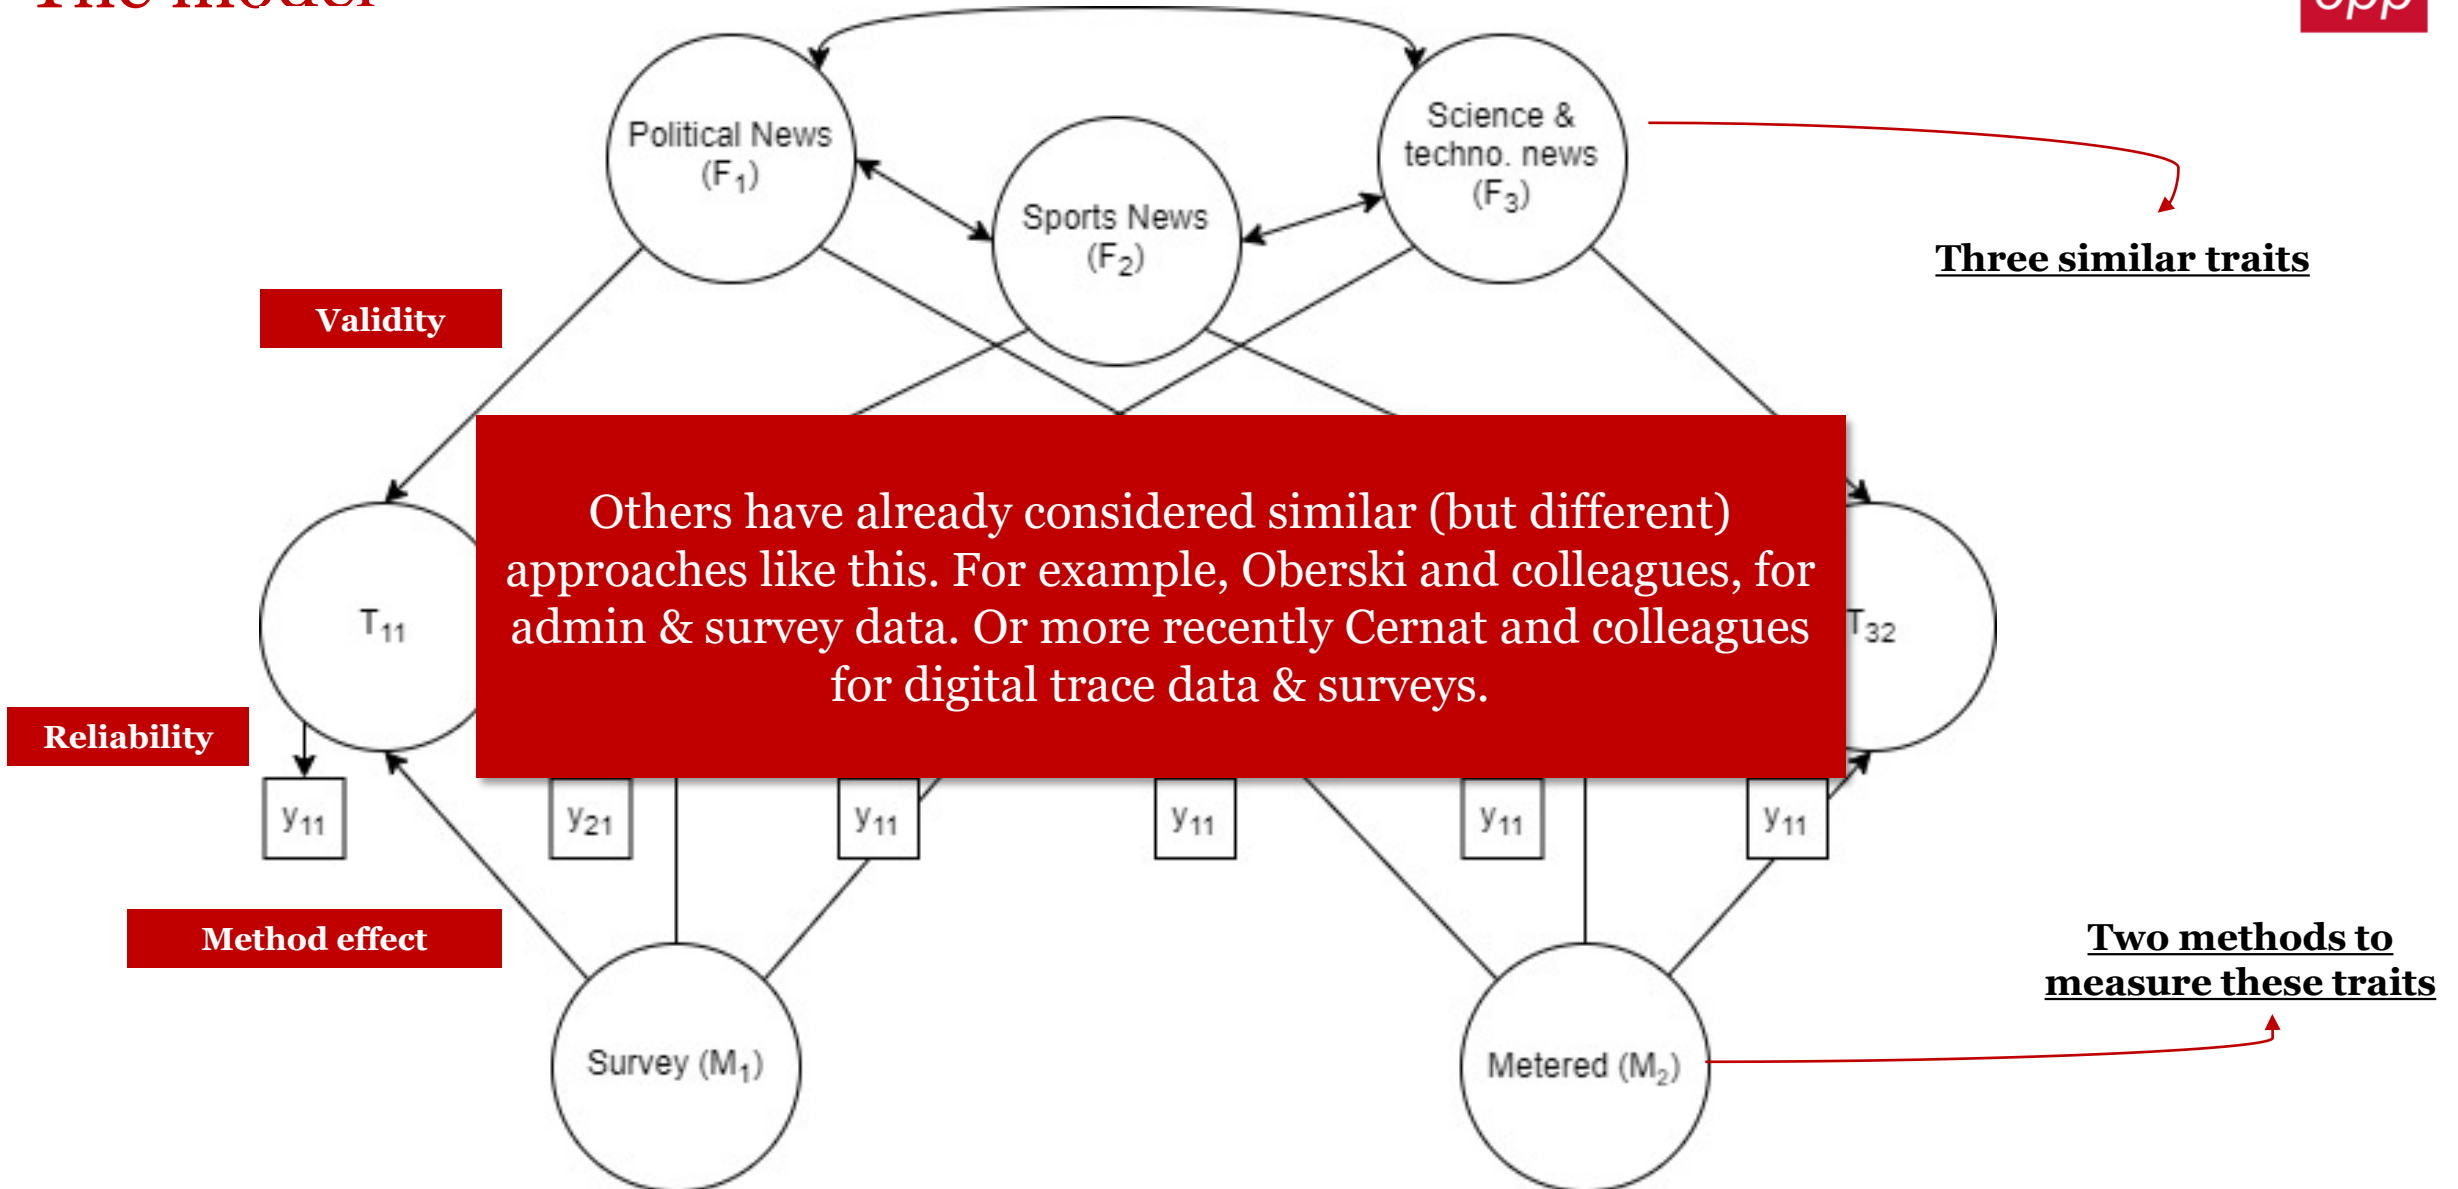 The model
opp
Political News
(F₁)
Sports News
(F₂)
Science &
techno. news
(F₃)
Three similar traits
Validity
Others have already considered similar (but different)
approaches like this. For example, Oberski and colleagues, for
admin & survey data. Or more recently Cernat and colleagues
for digital trace data & surveys.
T₁₁
T₃₂
Reliability
y₁₁
y₂₁
y₁₁
y₁₁
y₁₁
y₁₁
Method effect
Two methods to
measure these traits
Survey (M₁)
Metered (M₂)